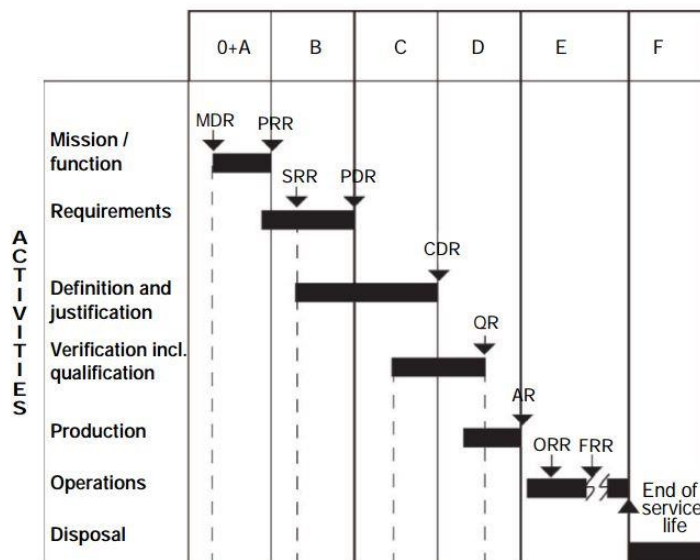 0+A B C D E F
MDR PRR
Mission /
function
SRR PDR
Requirements
CDR
Definition and
justification
QR
Verification incl.
qualification
AR
Production
ORR FRR
Operations
End of
service
life
Disposal
ACTIVITIES